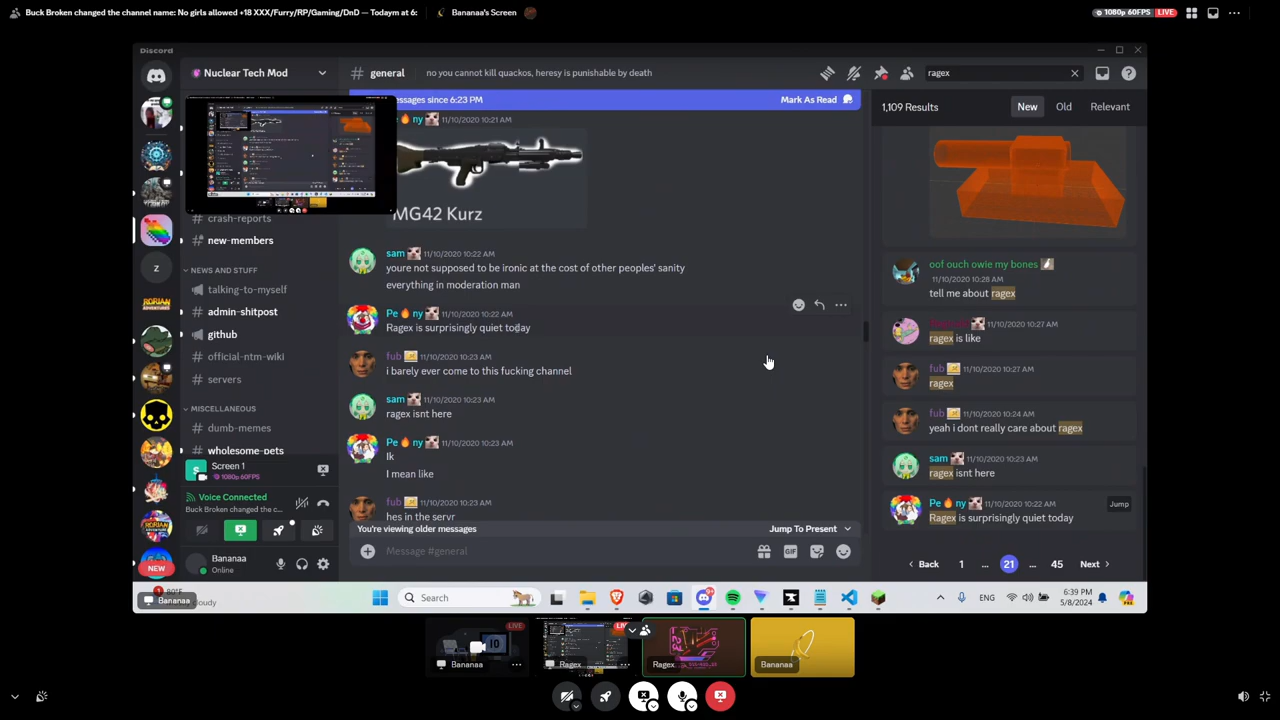 Buck Broken changed the channel name: No girls allowed +18 XXX/Furry/RP/Gaming/DnD — Todaym at 6:
Bananaa's Screen
1080p 60FPS LIVE
Discord
Nuclear Tech Mod
# general
no you cannot kill quackos, heresy is punishable by death
ragex
essages since 6:23 PM
Mark As Read
1,109 Results
New
Old
Relevant
ny 11/10/2020 10:21 AM
MG42 Kurz
crash-reports
new-members
NEWS AND STUFF
talking-to-myself
admin-shitpost
github
official-ntm-wiki
servers
MISCELLANEOUS
dumb-memes
wholesome-pets
sam 11/10/2020 10:22 AM
youre not supposed to be ironic at the cost of other peoples' sanity
everything in moderation man
Pe ny 11/10/2020 10:22 AM
Ragex is surprisingly quiet today
fub 11/10/2020 10:23 AM
i barely ever come to this fucking channel
sam 11/10/2020 10:23 AM
ragex isnt here
Pe ny 11/10/2020 10:23 AM
Ik
I mean like
fub 11/10/2020 10:23 AM
hes in the servr
You're viewing older messages
Jump To Present
Message #general
GIF
oof ouch owie my bones
11/10/2020 10:28 AM
tell me about ragex
11/10/2020 10:27 AM
ragex is like
fub 11/10/2020 10:27 AM
ragex
fub 11/10/2020 10:24 AM
yeah i dont really care about ragex
sam 11/10/2020 10:23 AM
ragex isnt here
Pe ny 11/10/2020 10:22 AM
Jump
Ragex is surprisingly quiet today
Back 1 ... 21 ... 45 Next
Z
Screen 1
1080p 60FPS
Voice Connected
Buck Broken changed the c...
Bananaa
Online
NEW
Bananaa
Search
ENG
6:39 PM
5/8/2024
LIVE
Bananaa
Ragex
Ragex
Bananaa